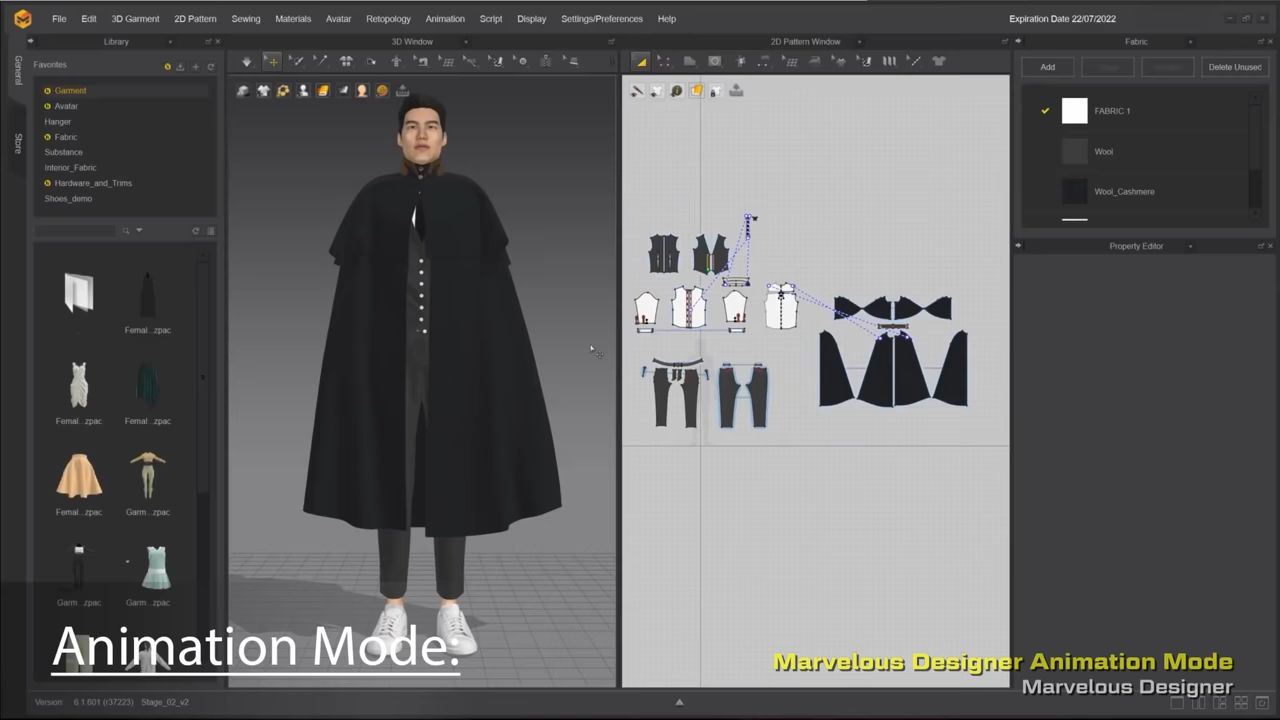 File Edit 3D Garment 2D Pattern Sewing Materials Avatar Retopology Animation Script Display Settings/Preferences Help Expiration Date 22/07/2022
Library 3D Window 2D Pattern Window Fabric
General
Store
Favorites
Garment
Avatar
Hanger
Fabric
Substance
Interior_Fabric
Hardware_and_Trims
Shoes_demo
Femal...zpac
Femal...zpac Femal...zpac
Femal...zpac Garm...zpac
Garm...zpac Garm...zpac
Add Delete Unused
FABRIC 1
Wool
Wool_Cashmere
Property Editor
Animation Mode:
Marvelous Designer Animation Mode
Marvelous Designer
Version 6.1.601 (r37223) Stage_02_v2